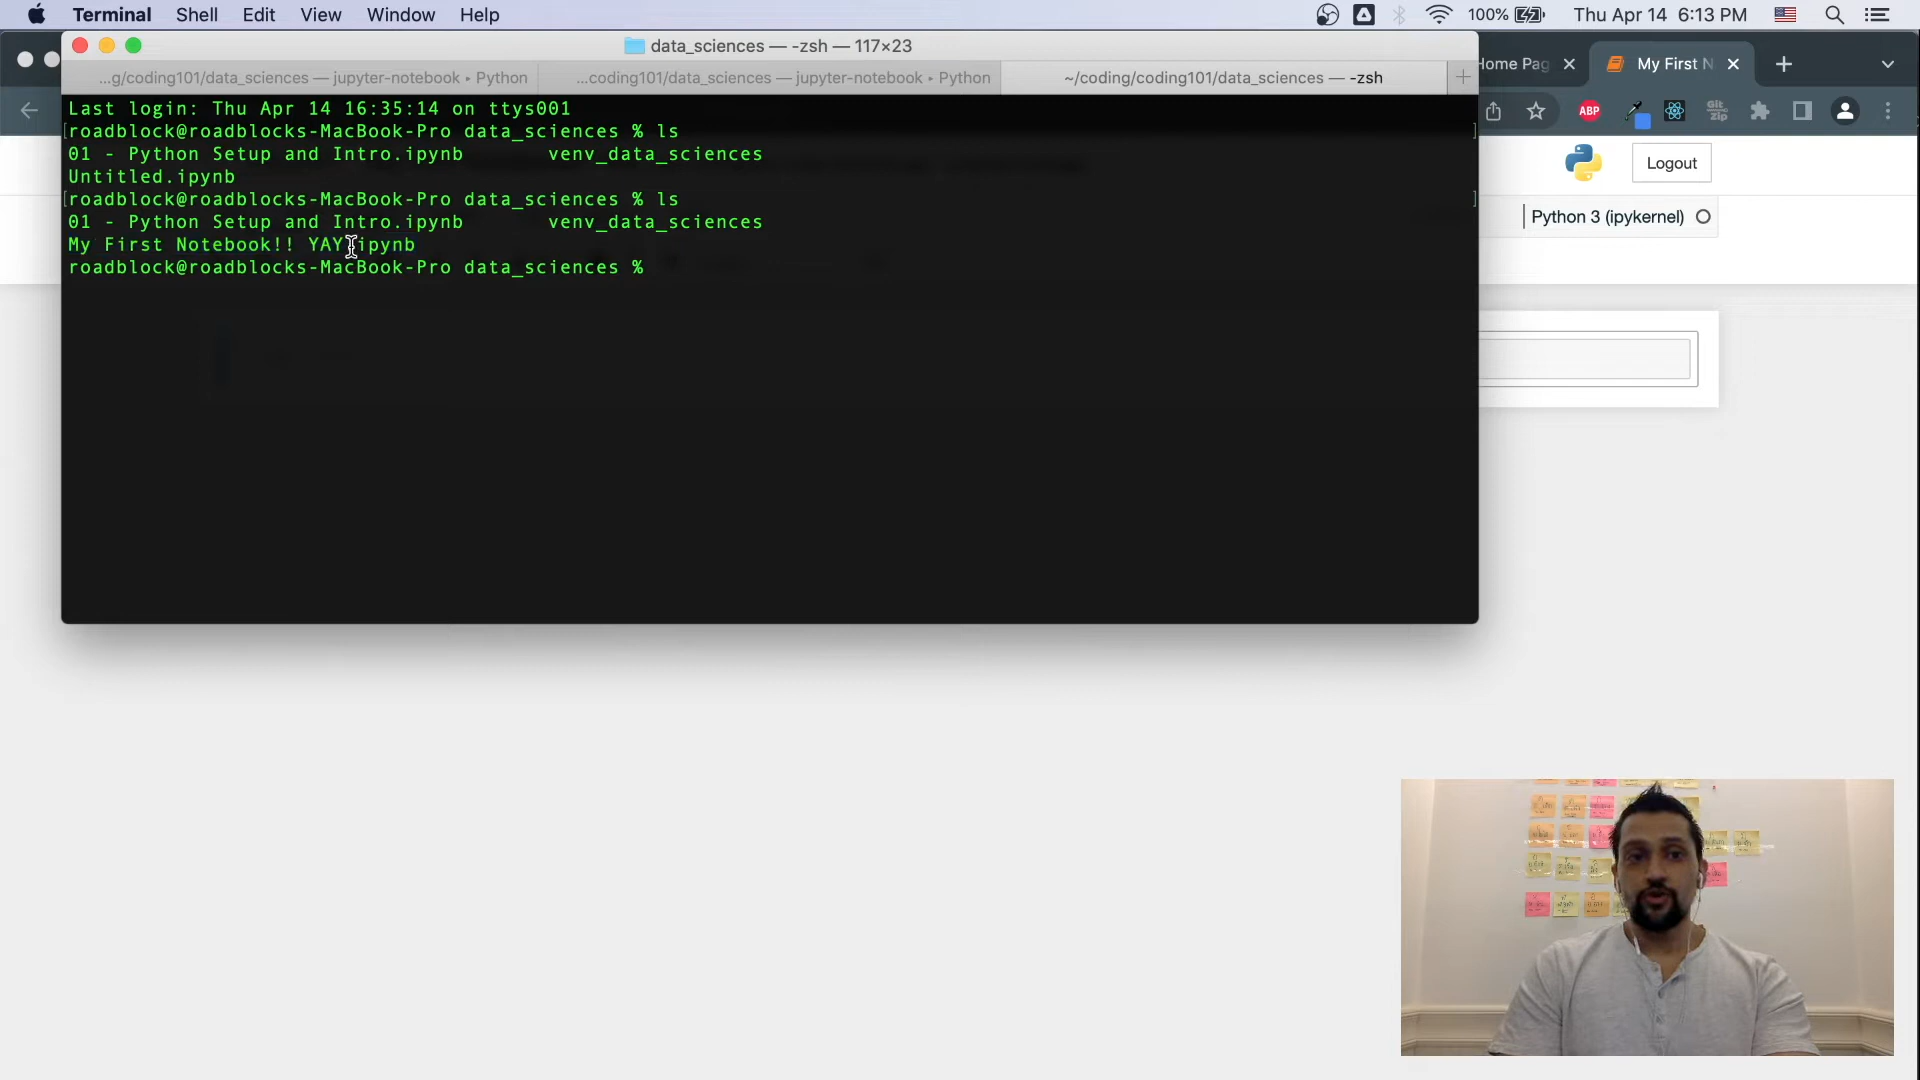 Terminal Shell Edit View Window Help 100% Thu Apr 14 6:13 PM
data_sciences — -zsh — 117×23
...g/coding101/data_sciences — jupyter-notebook • Python ...coding101/data_sciences — jupyter-notebook • Python ~/coding/coding101/data_sciences — -zsh
Home Pag My First N
Last login: Thu Apr 14 16:35:14 on ttys001
[roadblock@roadblocks-MacBook-Pro data_sciences % ls ]
01 - Python Setup and Intro.ipynb venv_data_sciences
Untitled.ipynb
[roadblock@roadblocks-MacBook-Pro data_sciences % ls ]
01 - Python Setup and Intro.ipynb venv_data_sciences
My First Notebook!! YAY.ipynb
roadblock@roadblocks-MacBook-Pro data_sciences %
ABP
Git Zip
Logout
Python 3 (ipykernel)